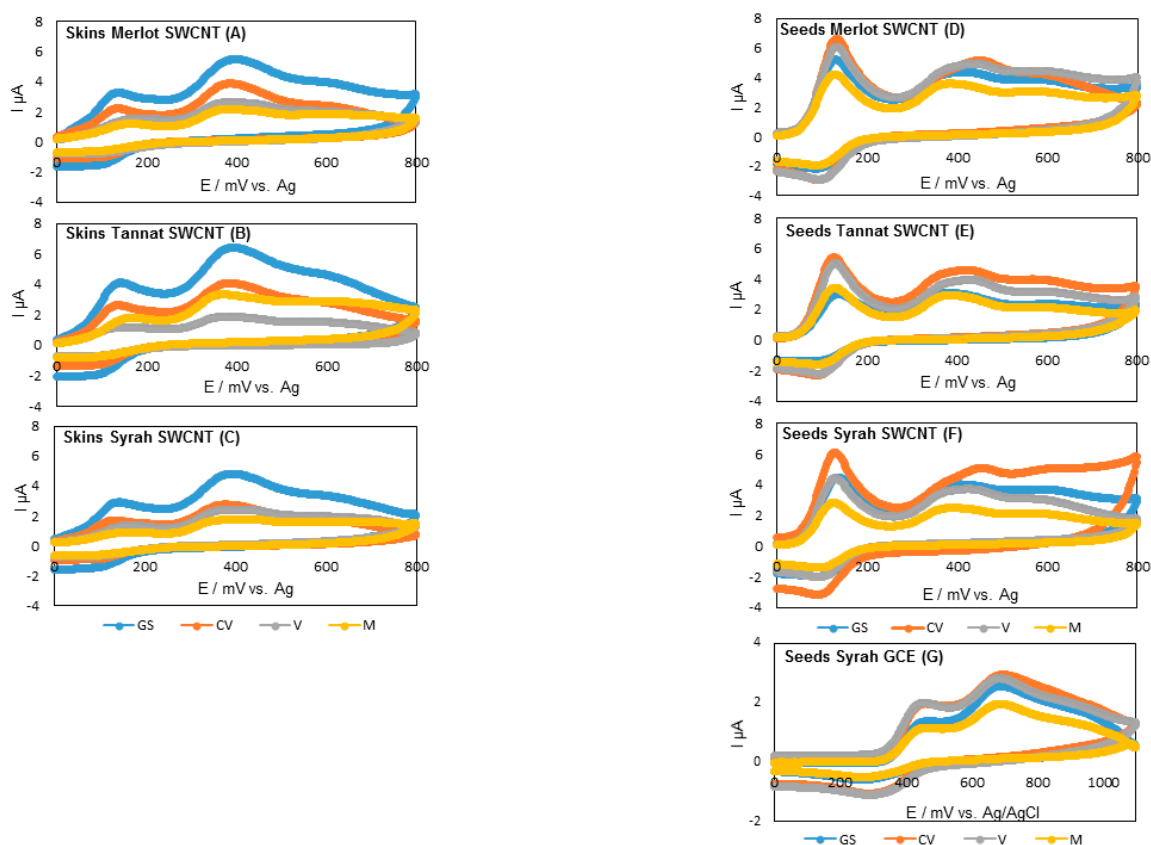 Skins Merlot SWCNT (A)
8
6
4
2
0
-2
-4
I µA
0 200 400 600 800
E / mV vs. Ag
Skins Tannat SWCNT (B)
8
6
4
2
0
-2
-4
I µA
0 200 400 600 800
E / mV vs. Ag
Skins Syrah SWCNT (C)
8
6
4
2
0
-2
-4
I µA
0 200 400 600 800
E / mV vs. Ag
GS CV V M
Seeds Merlot SWCNT (D)
8
6
4
2
0
-2
-4
I µA
0 200 400 600 800
E / mV vs. Ag
Seeds Tannat SWCNT (E)
8
6
4
2
0
-2
-4
I µA
0 200 400 600 800
E / mV vs. Ag
Seeds Syrah SWCNT (F)
8
6
4
2
0
-2
-4
I µA
0 200 400 600 800
E / mV vs. Ag
GS CV V M
Seeds Syrah GCE (G)
4
2
0
-2
I µA
0 200 400 600 800 1000
E / mV vs. Ag/AgCl
GS CV V M